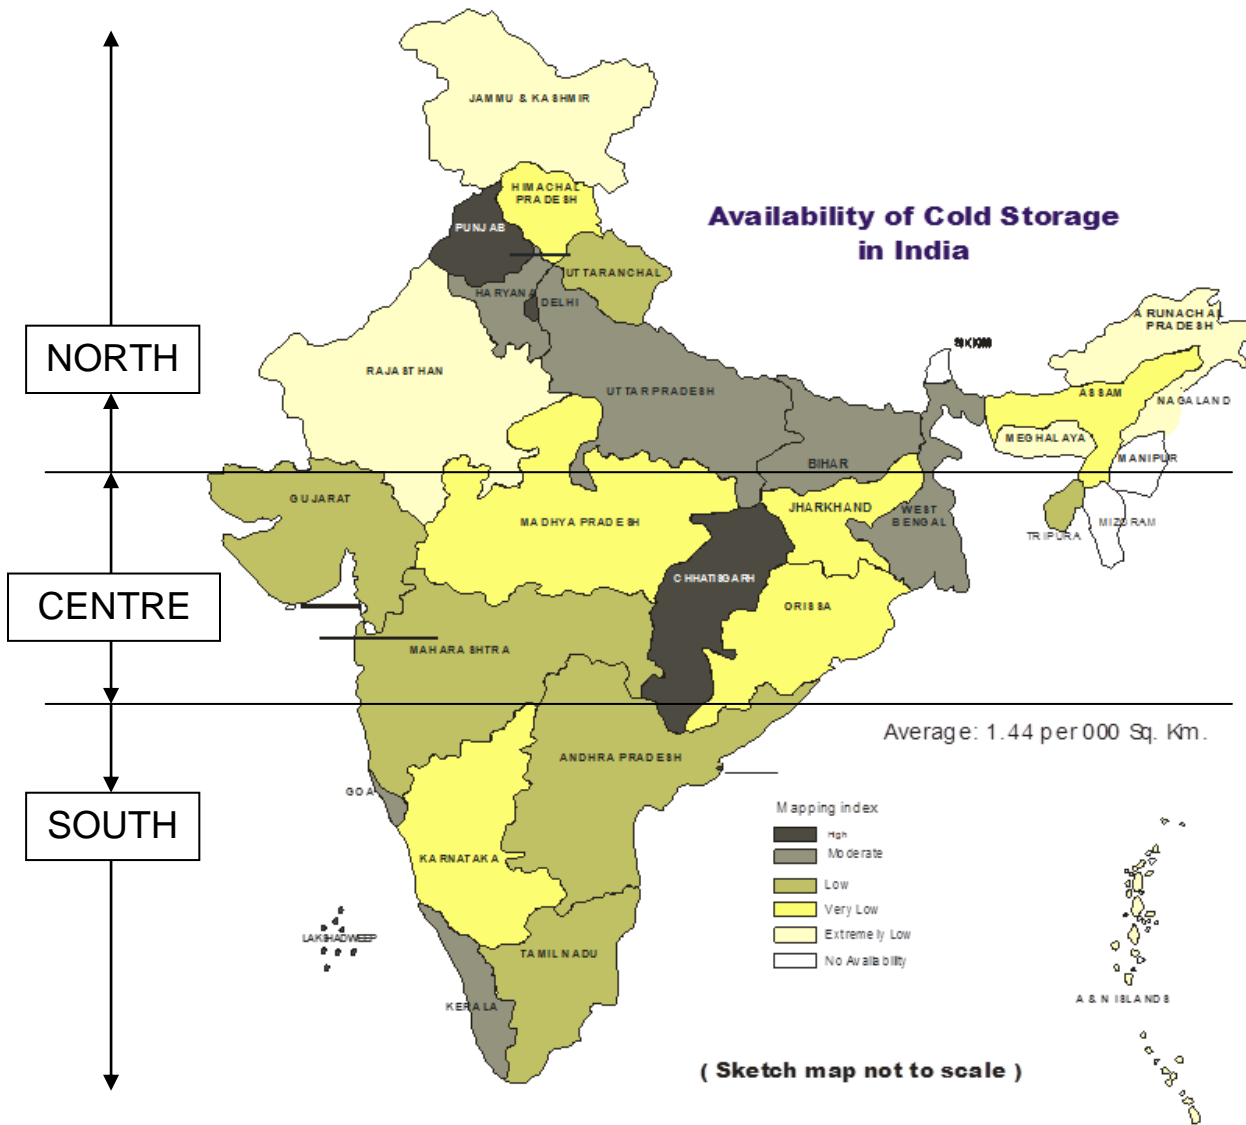 JAMMU & KASHMIR
HIMACHAL
PRADESH
PUNJAB
Availability of Cold Storage
in India
UTTARANCHAL
HARYANA
DELHI
ARUNACHAL
PRADESH
SIKKIM
NORTH
RAJASTHAN
UTTAR PRADESH
ASSAM
NAGALAND
MEGHALAYA
MANIPUR
BIHAR
GUJARAT
MADHYA PRADESH
JHARKHAND
WEST
BENGAL
TRIPURA
MIZORAM
CENTRE
CHHATISGARH
ORISSA
MAHARASHTRA
Average: 1.44 per 000 Sq. Km.
ANDHRA PRADESH
GOA
SOUTH
KARNATAKA
Mapping index
High
Moderate
Low
Very Low
Extremely Low
No Availability
LAKSHADWEEP
TAMIL NADU
KERALA
A & N ISLANDS
( Sketch map not to scale )